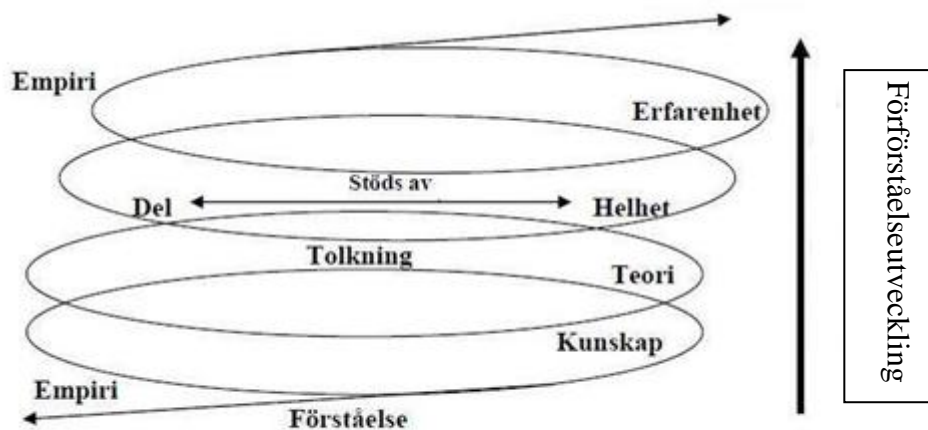 Empiri
Erfarenhet
Stöds av
Del
Helhet
Tolkning
Teori
Kunskap
Empiri
Förståelse
Förförståelseutveckling